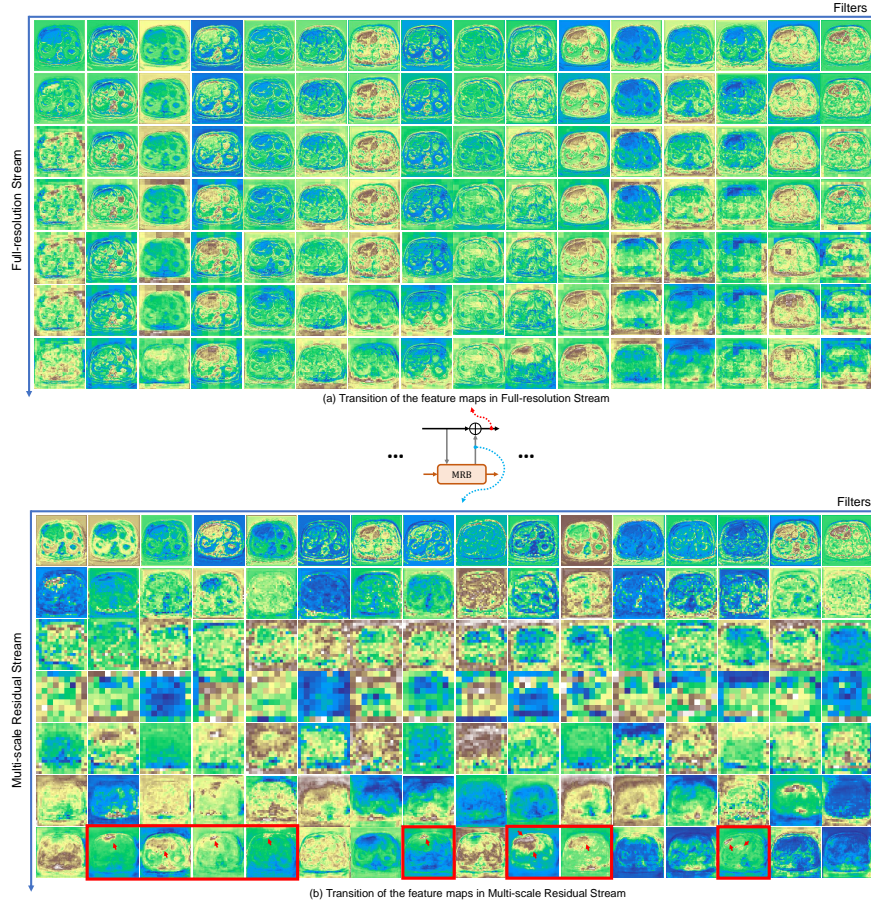 Filters
Full-resolution Stream
(a) Transition of the feature maps in Full-resolution Stream
••• •••
MRB
Filters
Multi-scale Residual Stream
(b) Transition of the feature maps in Multi-scale Residual Stream